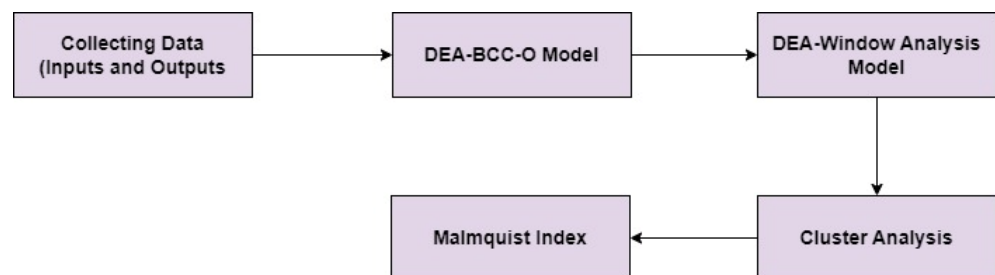 Collecting Data
(Inputs and Outputs
DEA-BCC-O Model
DEA-Window Analysis
Model
Malmquist Index
Cluster Analysis